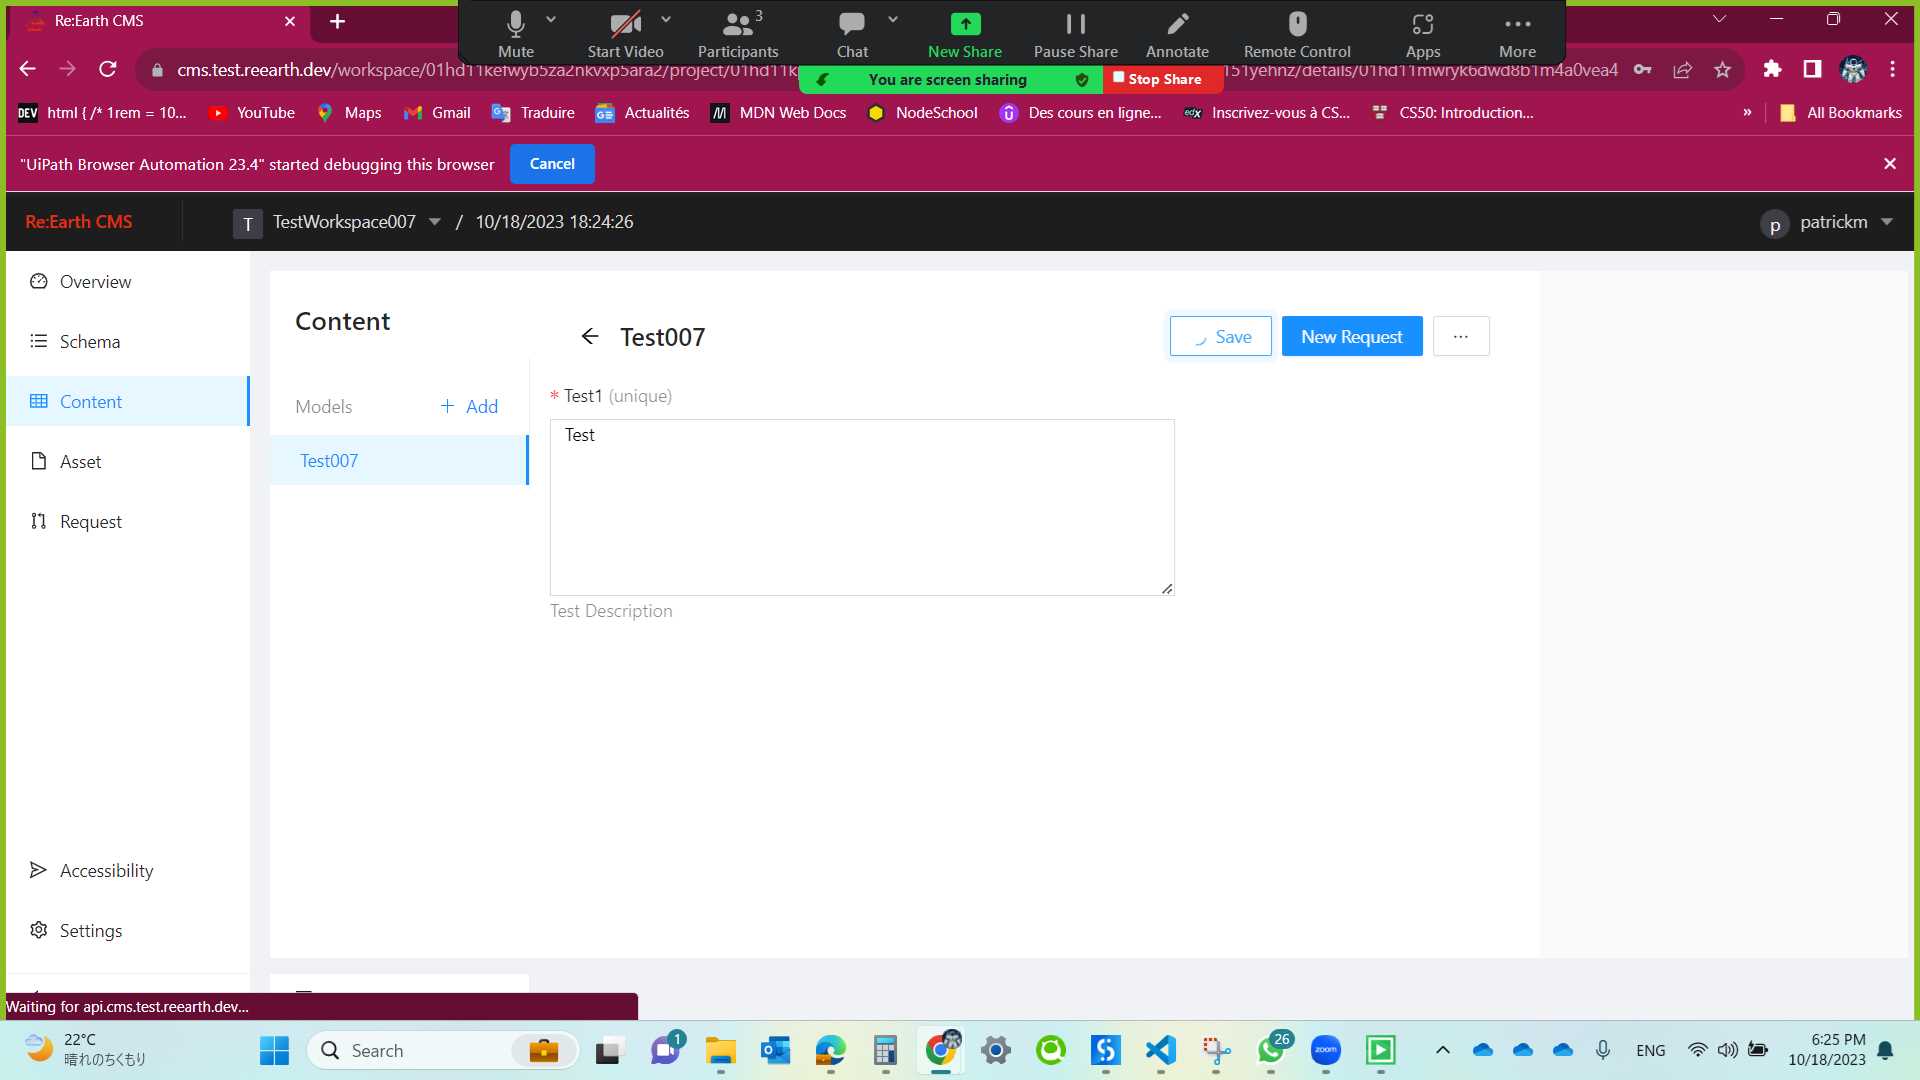 Re:Earth CMS
Mute
Start Video
Participants
3
Chat
New Share
Pause Share
Annotate
Remote Control
Apps
More
cms.test.reearth.dev/workspace/01hd11kefwyb5za2nkvxp5ara2/project/01hd11k
151yehnz/details/01hd11mwryk6dwd8b1m4a0vea4
You are screen sharing
Stop Share
DEV html { /* 1rem = 10...
YouTube
Maps
Gmail
Traduire
Actualités
MDN Web Docs
NodeSchool
Des cours en ligne...
edX Inscrivez-vous à CS...
CS50: Introduction...
»
All Bookmarks
"UiPath Browser Automation 23.4" started debugging this browser
Cancel
Re:Earth CMS
T TestWorkspace007 / 10/18/2023 18:24:26
p patrickm
Overview
Schema
Content
Asset
Request
Accessibility
Settings
Content
Models
+ Add
Test007
Test007
Save
New Request
...
* Test1 (unique)
Test
Test Description
Waiting for api.cms.test.reearth.dev...
22°C
晴れのちくもり
Search
1
26
zoom
ENG
6:25 PM
10/18/2023